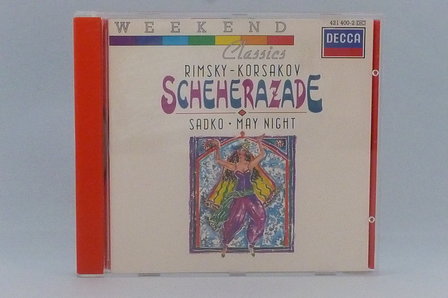 WEEKEND
Classics
421 400-2
DECCA
RIMSKY-KORSAKOV
SCHEHERAZADE
SADKO · MAY NIGHT